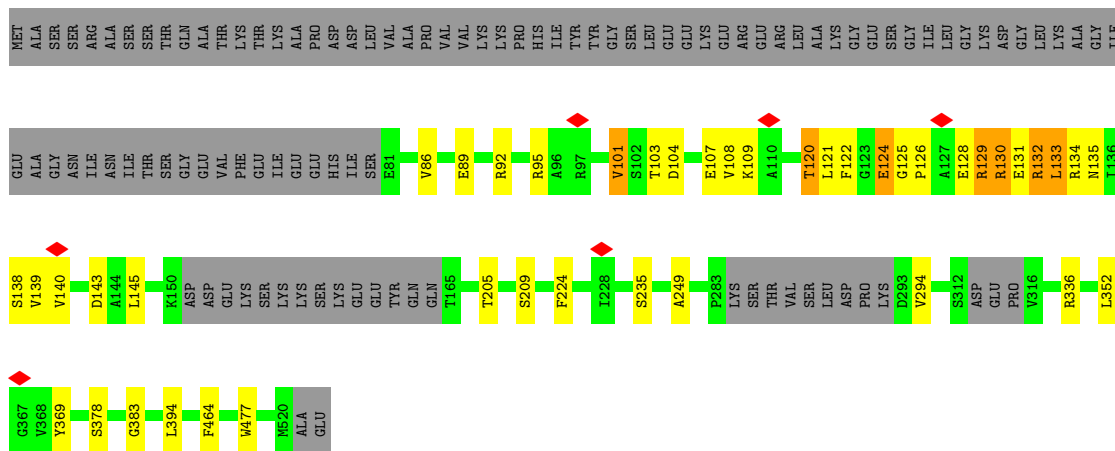 MET ALA SER SER ARG ALA SER SER THR GLN ALA THR LYS THR LYS ALA PRO ASP ASP LEU VAL ALA PRO VAL VAL LYS LYS PRO HIS ILE TYR TYR GLY SER LEU GLU GLU LYS GLU ARG GLU ARG LEU ALA LYS GLY GLU SER GLY ILE LEU GLY LYS ASP GLY LEU LYS ALA GLY ILE
GLU ALA GLY ASN ILE ASN ILE THR SER GLY GLU VAL PHE GLU ILE GLU GLU HIS ILE SER E81 V86 E89 R92 R95 A96 R97 V101 S102 T103 D104 E107 V108 K109 A110 T120 L121 F122 G123 E124 G125 P126 A127 E128 R129 R130 E131 R132 L133 R134 N135 I136
S138 V139 V140 D143 A144 L145 K150 ASP ASP GLU LYS SER LYS LYS SER LYS GLU GLU TYR GLN GLN T165 T205 S209 F224 I228 S235 A249 P283 LYS SER THR VAL SER LEU ASP PRO LYS D293 V294 S312 ASP GLU PRO V316 R336 L352
G367 V368 Y369 S378 G383 L394 F464 W477 M520 ALA GLU